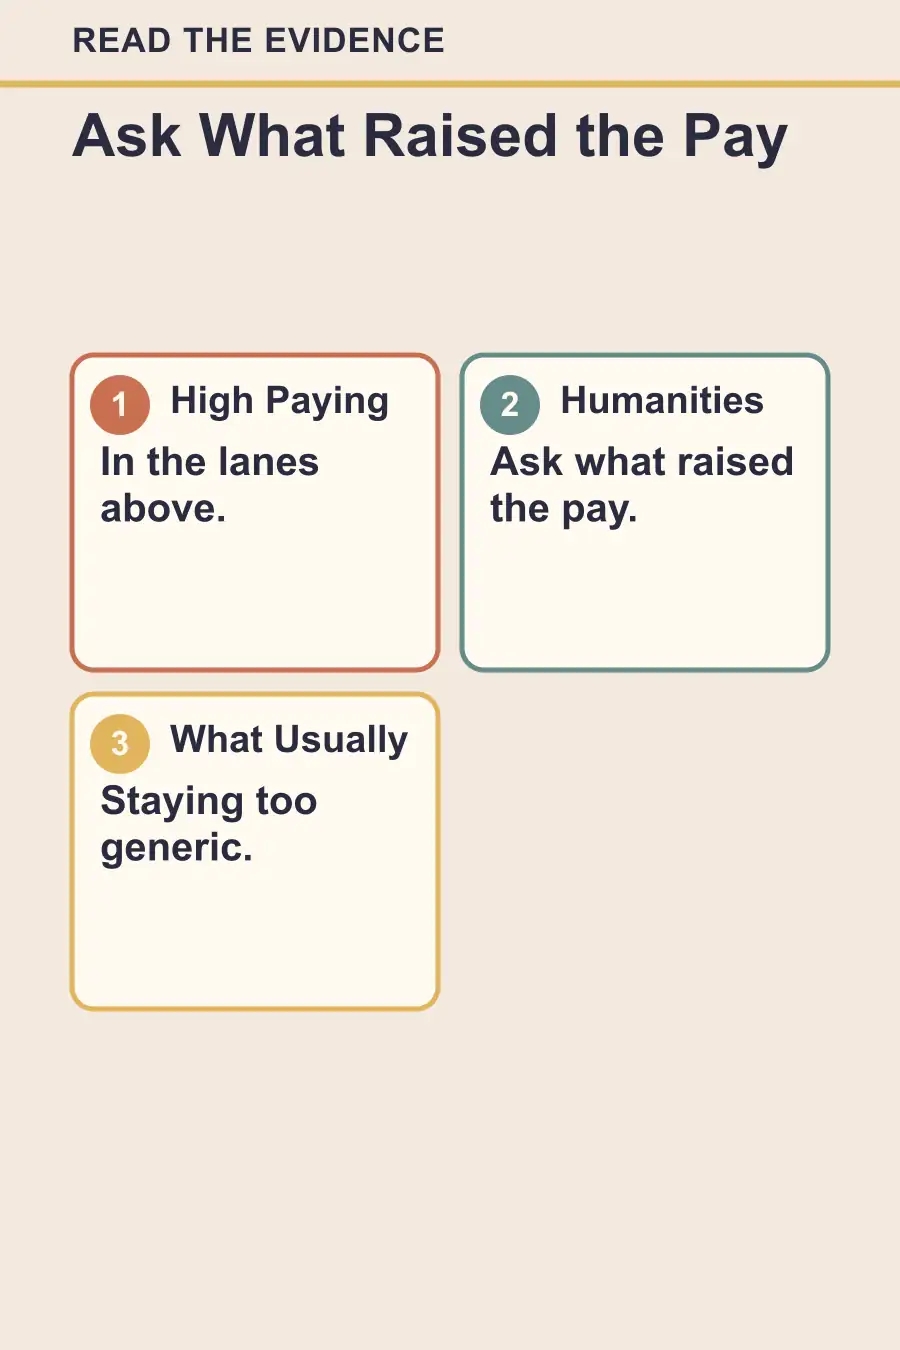 READ THE EVIDENCE
Ask What Raised the Pay
1 High Paying
In the lanes
above.
2 Humanities
Ask what raised
the pay.
3 What Usually
Staying too
generic.